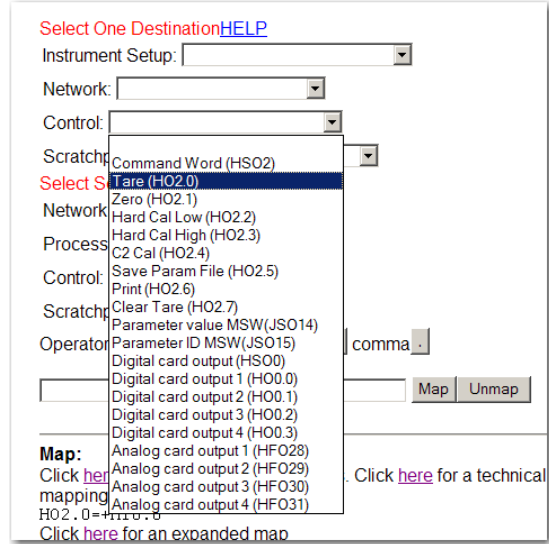 Select One DestinationHELP
Instrument Setup:
Network:
Control:
Scratchp
Command Word (HSO2)
Select S
Tare (HO2.0)
Zero (HO2.1)
Network
Hard Cal Low (HO2.2)
Hard Cal High (HO2.3)
Process
C2 Cal (HO2.4)
Save Param File (HO2.5)
Control:
Print (HO2.6)
Clear Tare (HO2.7)
Scratchp
Parameter value MSW(JSO14)
Parameter ID MSW(JSO15)
Operator
comma .
Digital card output (HSO0)
Digital card output 1 (HO0.0)
Digital card output 2 (HO0.1)
Map Unmap
Digital card output 3 (HO0.2)
Digital card output 4 (HO0.3)
Analog card output 1 (HFO28)
Analog card output 2 (HFO29)
Analog card output 3 (HFO30)
Analog card output 4 (HFO31)
Map:
Click her . Click here for a technical
mapping
HO2.0=+
Click here for an expanded map